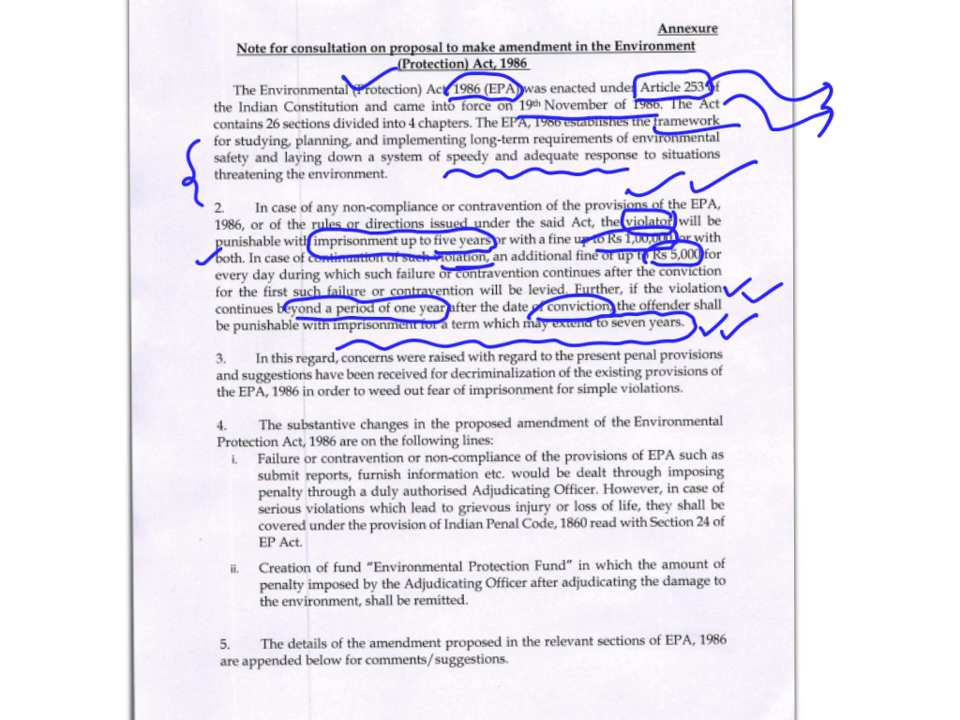 Annexure
Note for consultation on proposal to make amendment in the Environment
(Protection) Act, 1986
The Environmental (Protection) Act, 1986 (EPA) was enacted under Article 253 of
the Indian Constitution and came into force on 19th November of 1986. The Act
contains 26 sections divided into 4 chapters. The EPA, 1986 establishes the framework
for studying, planning, and implementing long-term requirements of environmental
safety and laying down a system of speedy and adequate response to situations
threatening the environment.
2. In case of any non-compliance or contravention of the provisions of the EPA,
1986, or of the rules or directions issued under the said Act, the violator will be
punishable with imprisonment up to five years or with a fine up to Rs 1,00,000 or with
both. In case of continuation of such violation, an additional fine of up to Rs 5,000 for
every day during which such failure or contravention continues after the conviction
for the first such failure or contravention will be levied. Further, if the violation
continues beyond a period of one year after the date of conviction, the offender shall
be punishable with imprisonment for a term which may extend to seven years.
3. In this regard, concerns were raised with regard to the present penal provisions
and suggestions have been received for decriminalization of the existing provisions of
the EPA, 1986 in order to weed out fear of imprisonment for simple violations.
4. The substantive changes in the proposed amendment of the Environmental
Protection Act, 1986 are on the following lines:
i. Failure or contravention or non-compliance of the provisions of EPA such as
submit reports, furnish information etc. would be dealt through imposing
penalty through a duly authorised Adjudicating Officer. However, in case of
serious violations which lead to grievous injury or loss of life, they shall be
covered under the provision of Indian Penal Code, 1860 read with Section 24 of
EP Act.
ii. Creation of fund "Environmental Protection Fund" in which the amount of
penalty imposed by the Adjudicating Officer after adjudicating the damage to
the environment, shall be remitted.
5. The details of the amendment proposed in the relevant sections of EPA, 1986
are appended below for comments/suggestions.